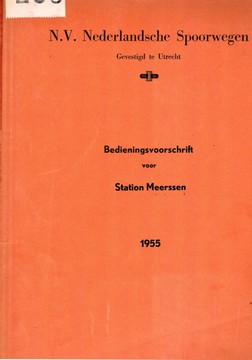 N.V. Nederlandsche Spoorwegen
Gevestigd te Utrecht
Bedieningsvoorschrift
voor
Station Meerssen
1955